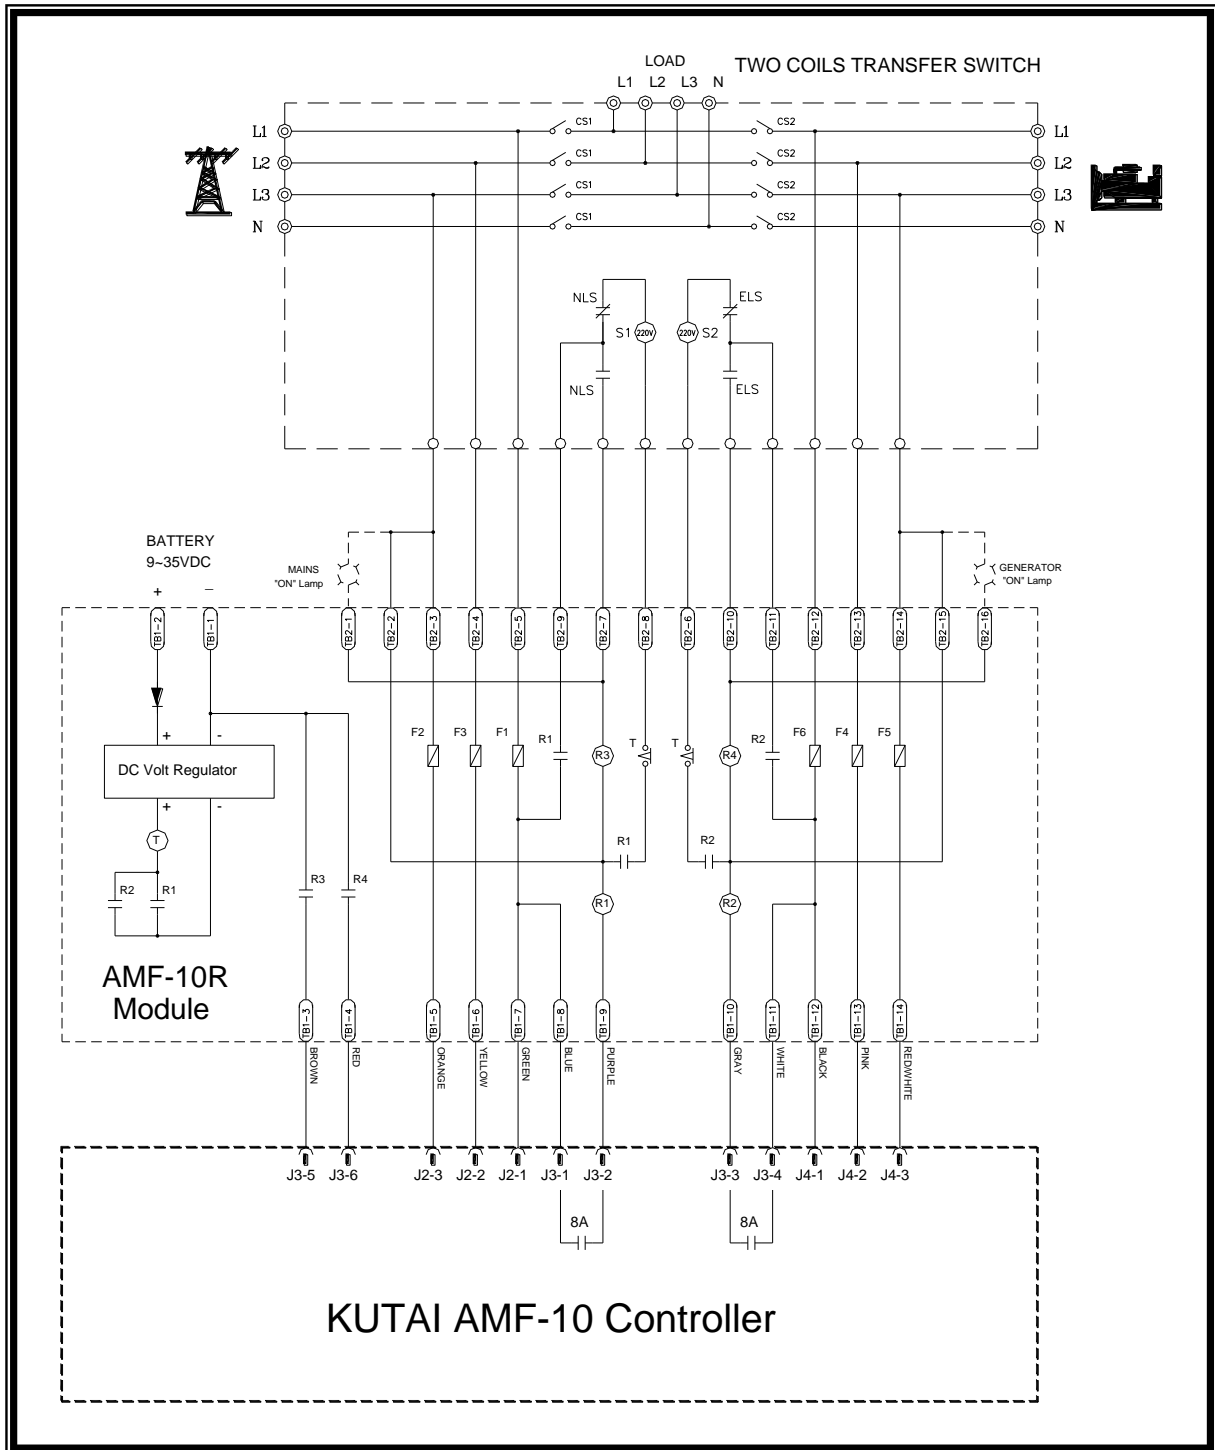 LOAD
TWO COILS TRANSFER SWITCH
L1 L2 L3 N
L1 CS1 CS2 L1
L2 CS1 CS2 L2
L3 CS1 CS2 L3
N CS1 CS2 N
NLS ELS
S1 220V 220V S2
NLS ELS
BATTERY
9~35VDC
MAINS
"ON" Lamp
GENERATOR
"ON" Lamp
+ −
TB1-2 TB1-1 TB2-1 TB2-2 TB2-3 TB2-4 TB2-5 TB2-9 TB2-7 TB2-8 TB2-6 TB2-10 TB2-11 TB2-12 TB2-13 TB2-14 TB2-15 TB2-16
F2 F3 F1 R1 R3 T T R4 R2 F6 F4 F5
+ -
DC Volt Regulator
+ -
T
R1 R2
R2 R1 R3 R4
R1 R2
AMF-10R
Module
TB1-3 TB1-4 TB1-5 TB1-6 TB1-7 TB1-8 TB1-9 TB1-10 TB1-11 TB1-12 TB1-13 TB1-14
BROWN RED ORANGE YELLOW GREEN BLUE PURPLE GRAY WHITE BLACK PINK RED/WHITE
J3-5 J3-6 J2-3 J2-2 J2-1 J3-1 J3-2 J3-3 J3-4 J4-1 J4-2 J4-3
8A 8A
KUTAI AMF-10 Controller